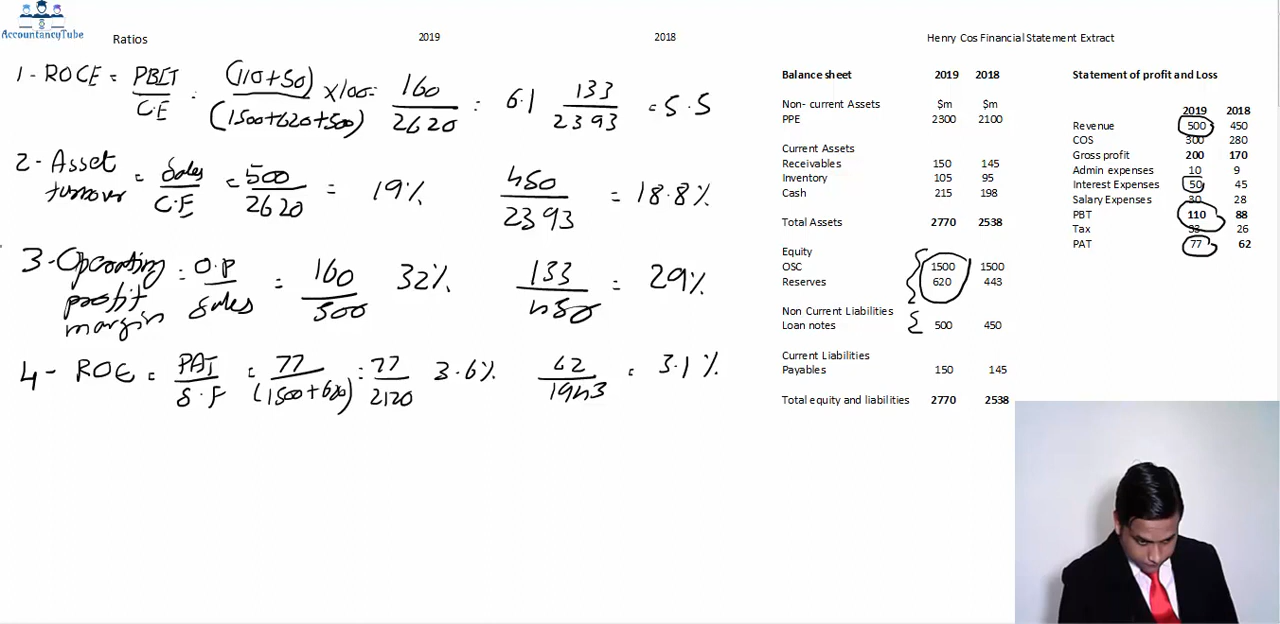 AccountancyTube
Ratios 2019 2018
1- ROCE = PBIT / C.E = (110+50) / (1500+620+500) x100= 160 / 2620 = 6.1 133 / 2393 = 5.5
2- Asset turnover = Sales / C.E = 500 / 2620 = 19% 450 / 2393 = 18.8%
3- Operating profit margin = O.P / Sales = 160 / 500 32% 133 / 450 = 29%
4- ROE = PAT / S.F = 77 / (1500+620) = 77 / 2120 3.6% 62 / 1943 = 3.1%
Henry Cos Financial Statement Extract
Balance sheet 2019 2018
Non- current Assets $m $m
PPE 2300 2100
Current Assets
Receivables 150 145
Inventory 105 95
Cash 215 198
Total Assets 2770 2538
Equity
OSC 1500 1500
Reserves 620 443
Non Current Liabilities
Loan notes 500 450
Current Liabilities
Payables 150 145
Total equity and liabilities 2770 2538
Statement of profit and Loss
2019 2018
Revenue 500 450
COS 300 280
Gross profit 200 170
Admin expenses 10 9
Interest Expenses 50 45
Salary Expenses 30 28
PBT 110 88
Tax 33 26
PAT 77 62